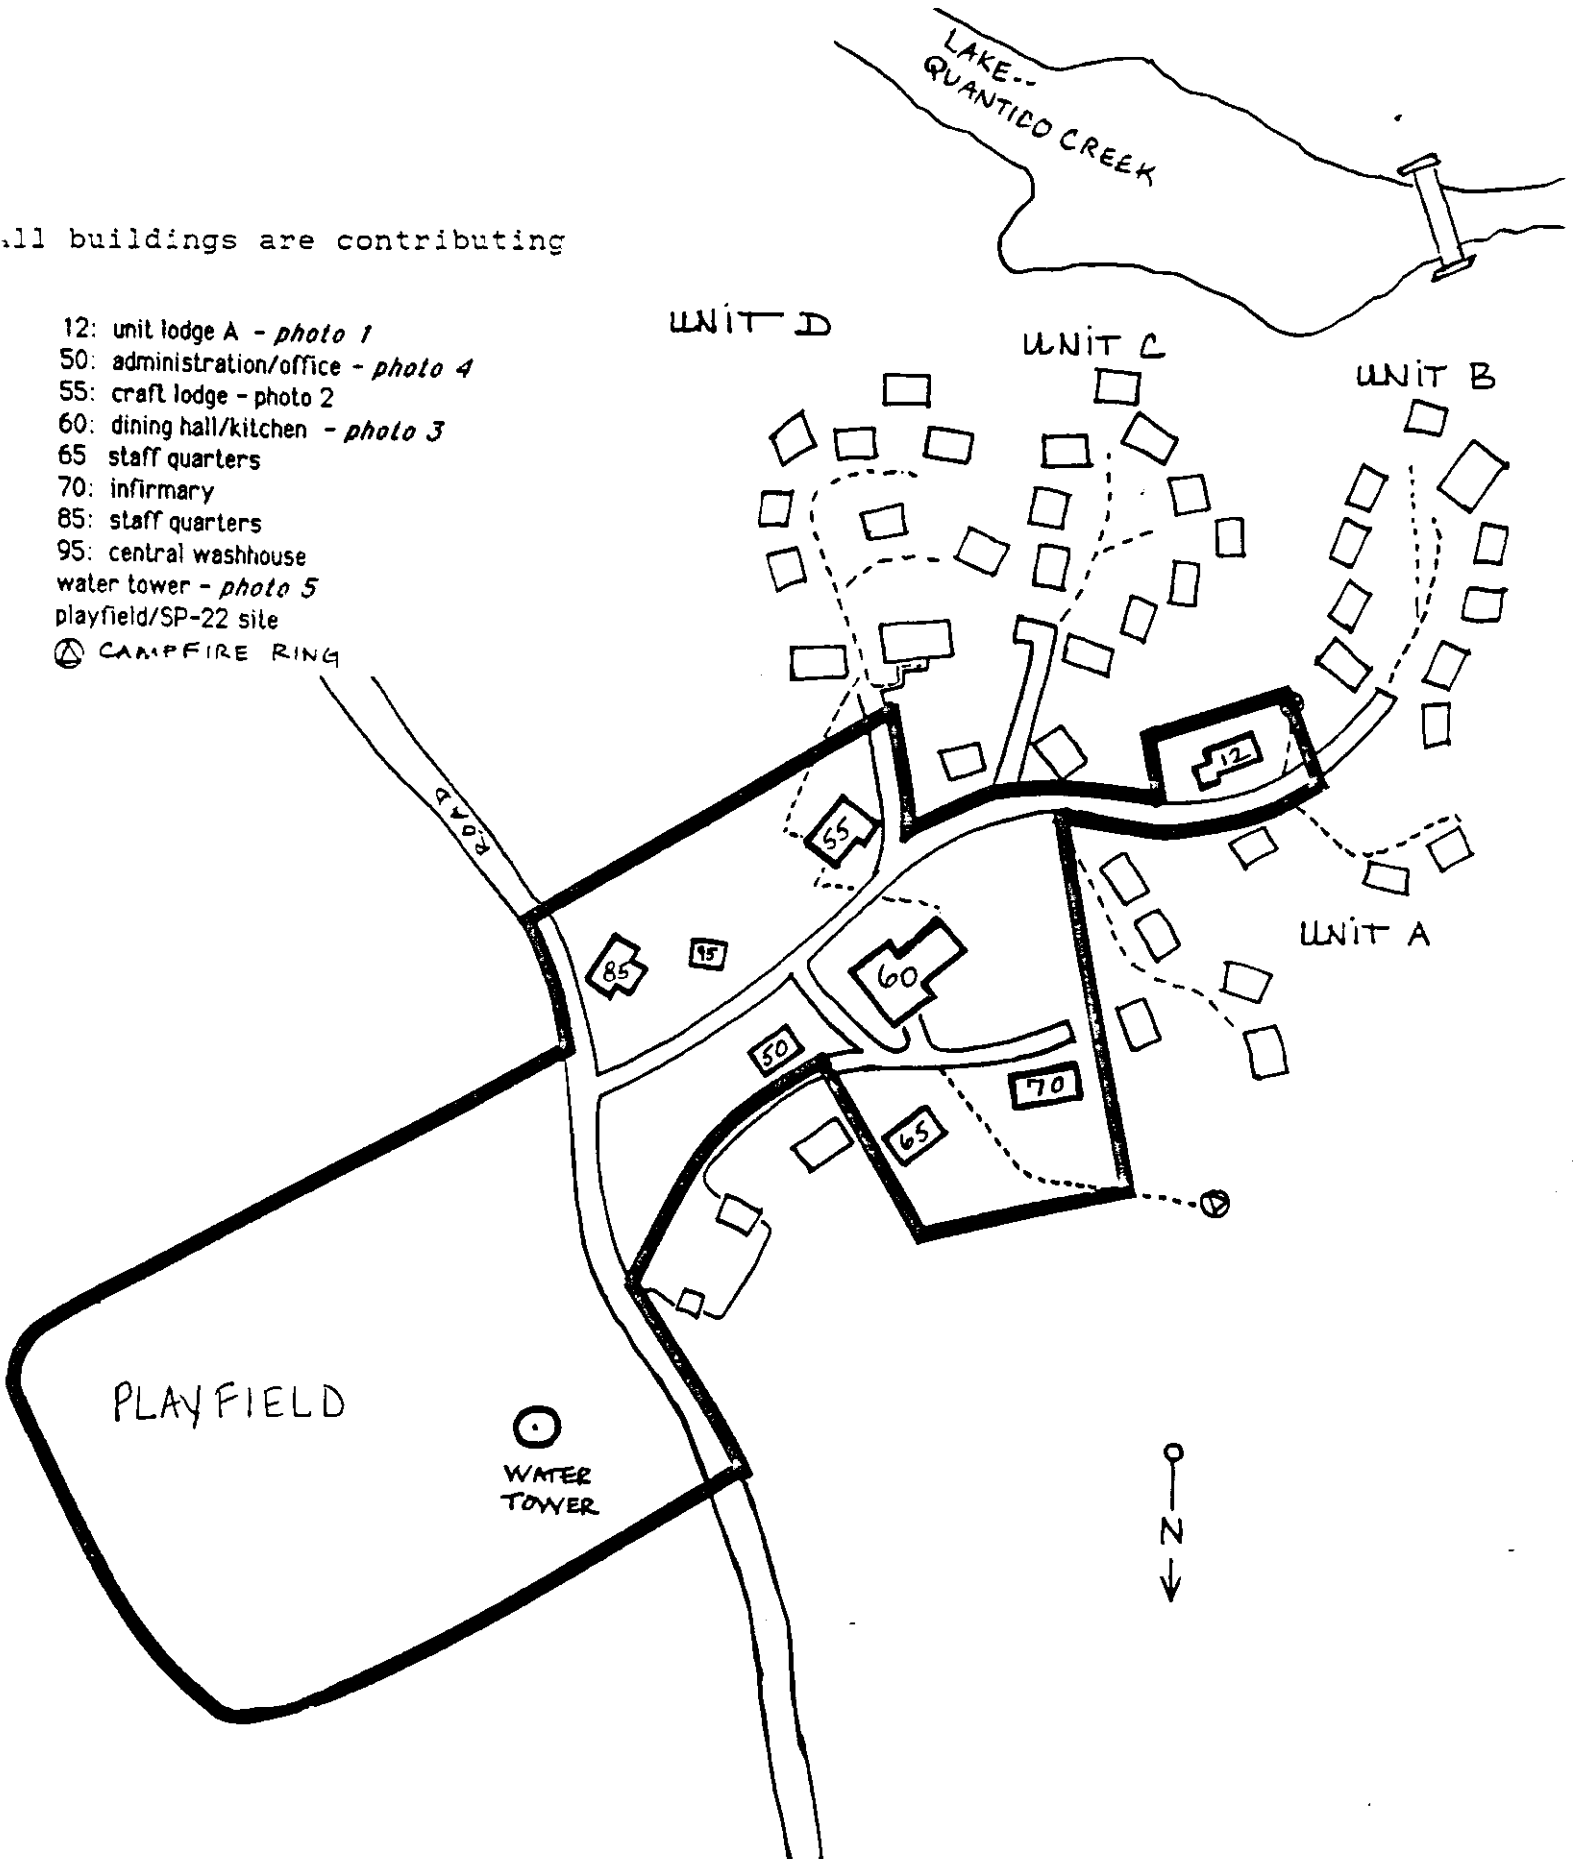 LAKE--
QUANTICO CREEK
.ll buildings are contributing
12: unit lodge A - photo 1
50: administration/office - photo 4
55: craft lodge - photo 2
60: dining hall/kitchen - photo 3
65 staff quarters
70: infirmary
85: staff quarters
95: central washhouse
water tower - photo 5
playfield/SP-22 site
CAMPFIRE RING
UNIT D
UNIT C
UNIT B
ROAD
12
55
UNIT A
85
95
60
50
70
65
PLAYFIELD
WATER
TOWER
N